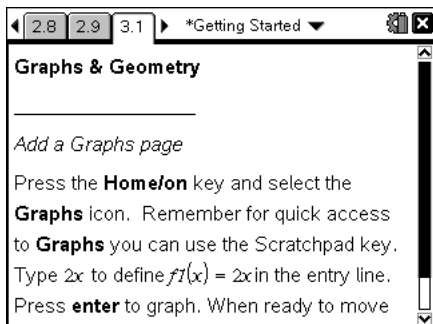 2.8 2.9 3.1 *Getting Started
Graphs & Geometry
Add a Graphs page
Press the Home/on key and select the
Graphs icon. Remember for quick access
to Graphs you can use the Scratchpad key.
Type 2x to define f1(x) = 2x in the entry line.
Press enter to graph. When ready to move